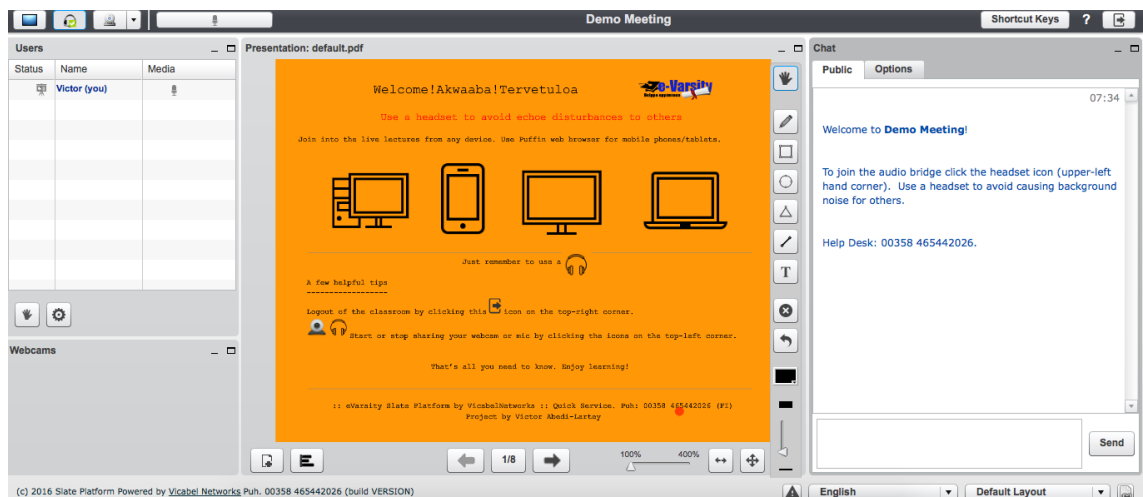 Demo Meeting
Shortcut Keys
?
Users
Status Name Media
Victor (you)
Webcams
Presentation: default.pdf
Welcome!Akwaaba!Tervetuloa
e-Varsity
Use a headset to avoid echoe disturbances to others
Join into the live lectures from any device. Use Puffin web browser for mobile phones/tablets.
Just remember to use a
A few helpful tips
------------------
Logout of the classroom by clicking this icon on the top-right corner.
Start or stop sharing your webcam or mic by clicking the icons on the top-left corner.
That's all you need to know. Enjoy learning!
:: eVarsity Slate Platform by VicabelNetworks :: Quick Service. Puh: 00358 465442026 (FI)
Project by Victor Abedi-Lartey
T
1/8
100% 400%
Chat
Public Options
07:34
Welcome to Demo Meeting!
To join the audio bridge click the headset icon (upper-left
hand corner). Use a headset to avoid causing background
noise for others.
Help Desk: 00358 465442026.
Send
(c) 2016 Slate Platform Powered by Vicabel Networks Puh. 00358 465442026 (build VERSION)
English
Default Layout